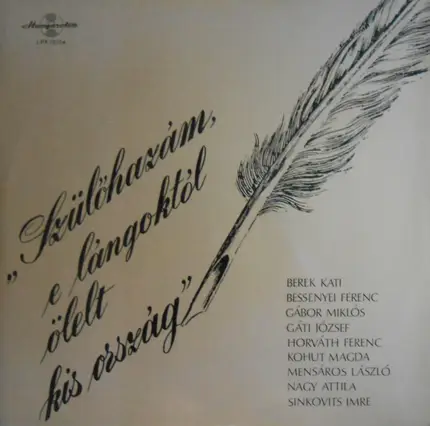 Hungaroton
„Szülőhazám,
e lángoktól
ölelt
kis ország”
BEREK KATI
BESSENYEI FERENC
GÁBOR MIKLÓS
GÁTI JÓZSEF
HORVÁTH FERENC
KOHUT MAGDA
MENSÁROS LÁSZLÓ
NAGY ATTILA
SINKOVITS IMRE